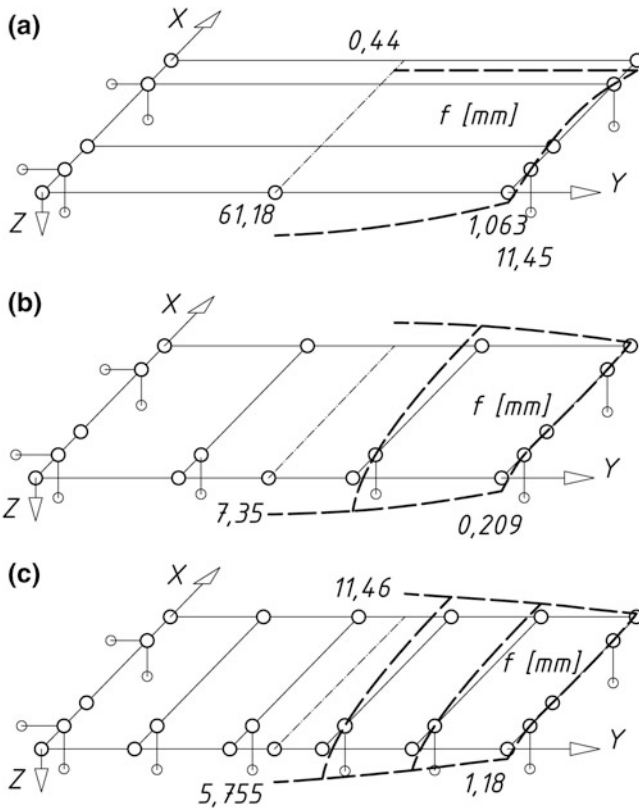 (a)
X
0,44
f [mm]
Z
61,18
1,063
Y
11,45
(b)
X
f [mm]
Z
7,35
0,209
Y
(c)
X
11,46
f [mm]
Z
5,755
1,18
Y